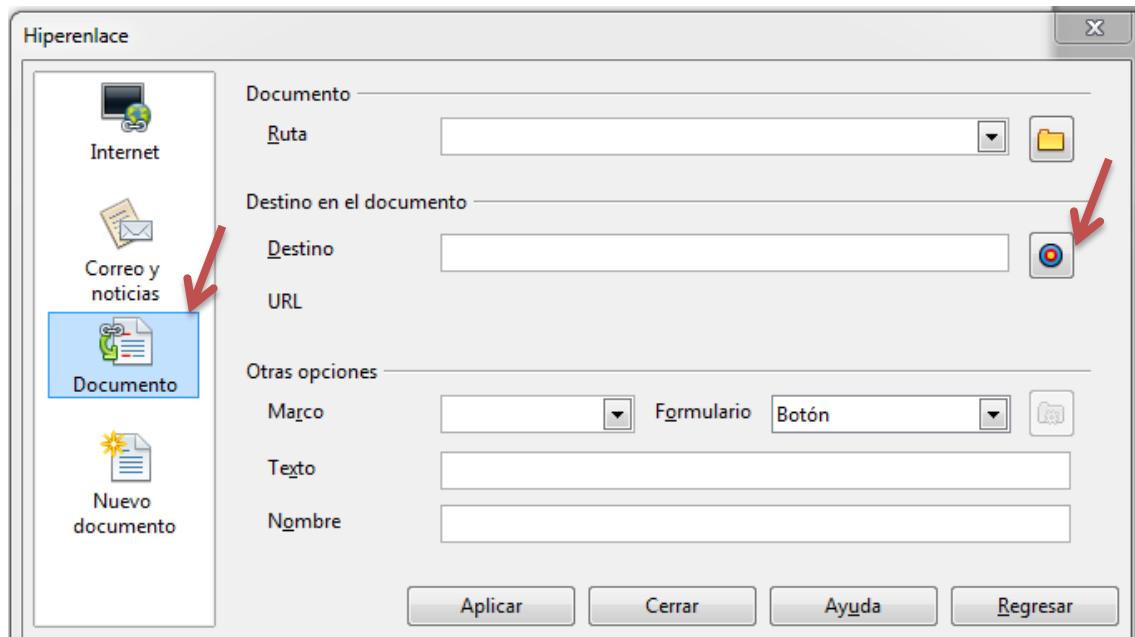 Hiperenlace
Internet
Correo y
noticias
Documento
Nuevo
documento
Documento
Ruta
Destino en el documento
Destino
URL
Otras opciones
Marco
Formulario
Botón
Texto
Nombre
Aplicar
Cerrar
Ayuda
Regresar